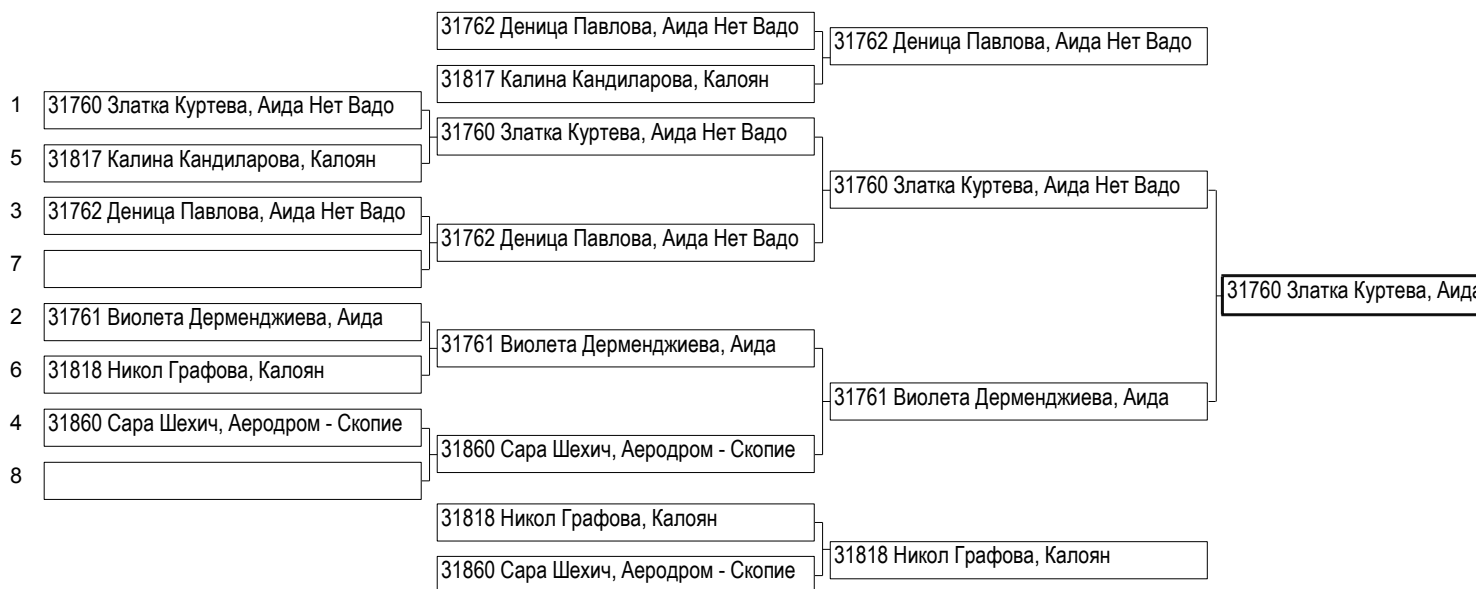 31762 Деница Павлова, Аида Нет Вадо
31762 Деница Павлова, Аида Нет Вадо
31817 Калина Кандиларова, Калоян
1 31760 Златка Куртева, Аида Нет Вадо
31760 Златка Куртева, Аида Нет Вадо
5 31817 Калина Кандиларова, Калоян
31760 Златка Куртева, Аида Нет Вадо
3 31762 Деница Павлова, Аида Нет Вадо
31762 Деница Павлова, Аида Нет Вадо
7
31760 Златка Куртева, Аида
2 31761 Виолета Дерменджиева, Аида
31761 Виолета Дерменджиева, Аида
6 31818 Никол Графова, Калоян
31761 Виолета Дерменджиева, Аида
4 31860 Сара Шехич, Аеродром - Скопие
31860 Сара Шехич, Аеродром - Скопие
8
31818 Никол Графова, Калоян
31818 Никол Графова, Калоян
31860 Сара Шехич, Аеродром - Скопие